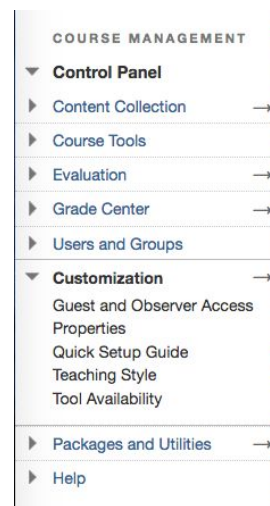 COURSE MANAGEMENT
Control Panel
Content Collection
Course Tools
Evaluation
Grade Center
Users and Groups
Customization
Guest and Observer Access
Properties
Quick Setup Guide
Teaching Style
Tool Availability
Packages and Utilities
Help